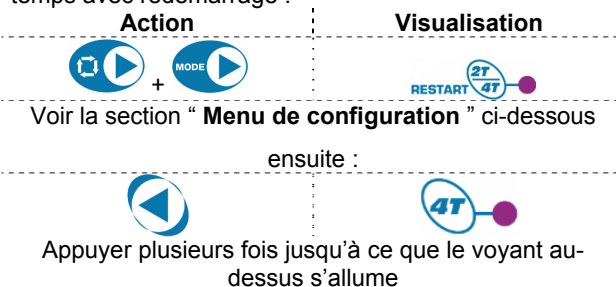 temps avec redémarrage :
Action Visualisation
+ MODE RESTART 2T 4T
Voir la section “ Menu de configuration ” ci-dessous
ensuite :
4T
Appuyer plusieurs fois jusqu’à ce que le voyant au-
dessus s’allume